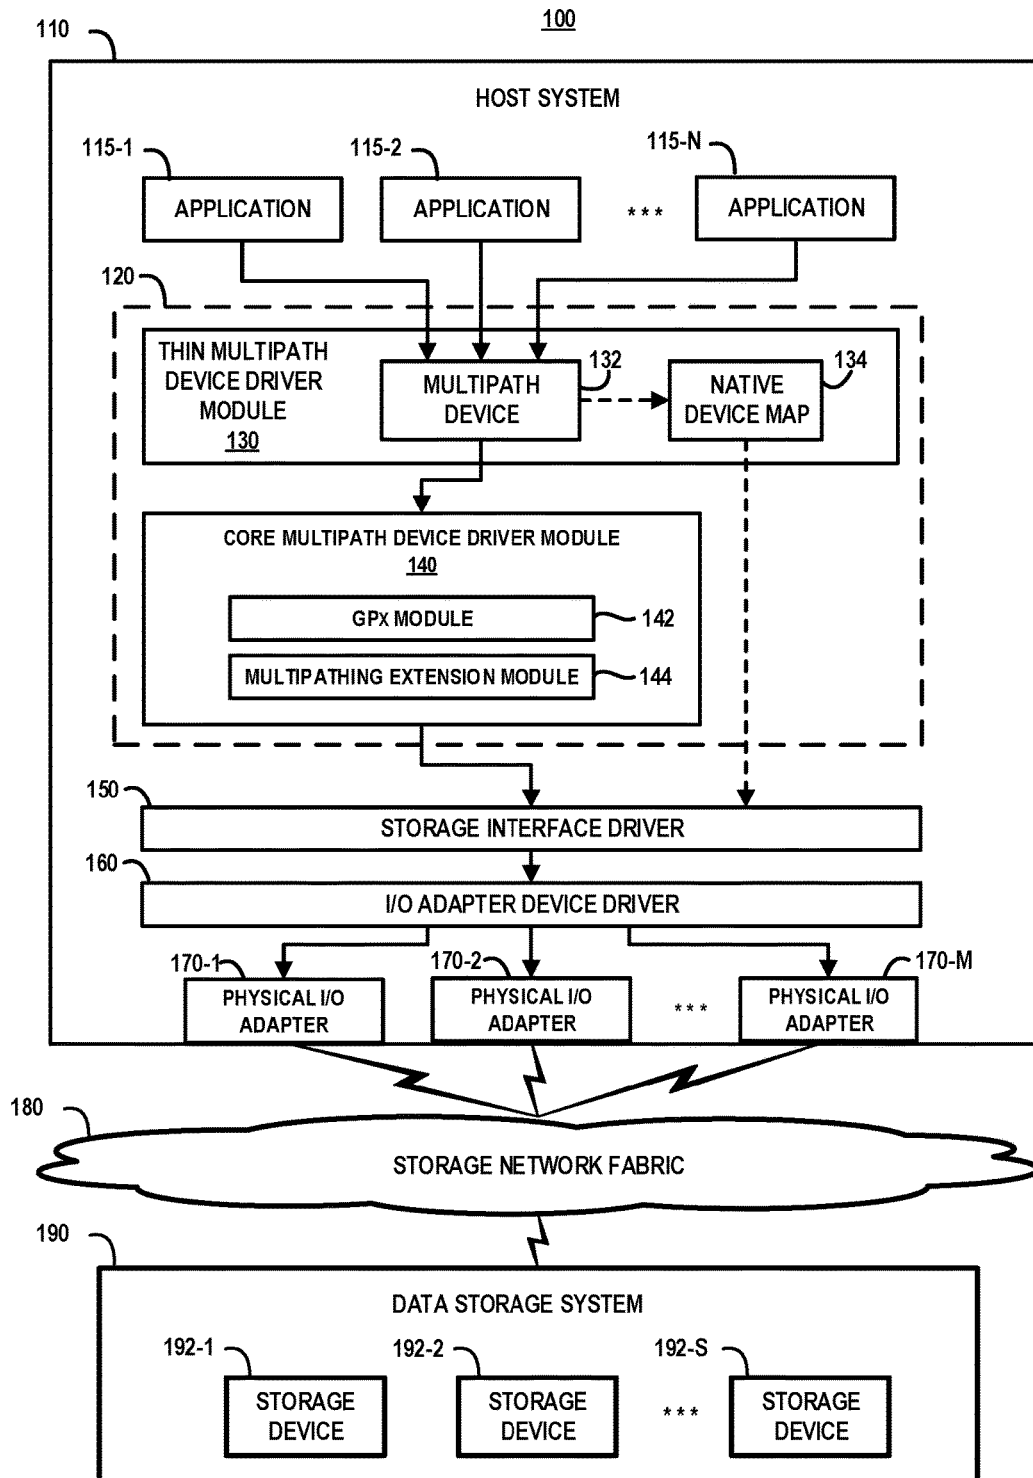 100
110
HOST SYSTEM
115-1
115-2
115-N
APPLICATION
APPLICATION
***
APPLICATION
120
THIN MULTIPATH
DEVICE DRIVER
MODULE
130
MULTIPATH
DEVICE
132
NATIVE
DEVICE MAP
134
CORE MULTIPATH DEVICE DRIVER MODULE
140
GPx MODULE
142
MULTIPATHING EXTENSION MODULE
144
150
STORAGE INTERFACE DRIVER
160
I/O ADAPTER DEVICE DRIVER
170-1
170-2
170-M
PHYSICAL I/O
ADAPTER
PHYSICAL I/O
ADAPTER
***
PHYSICAL I/O
ADAPTER
180
STORAGE NETWORK FABRIC
190
DATA STORAGE SYSTEM
192-1
192-2
192-S
STORAGE
DEVICE
STORAGE
DEVICE
***
STORAGE
DEVICE